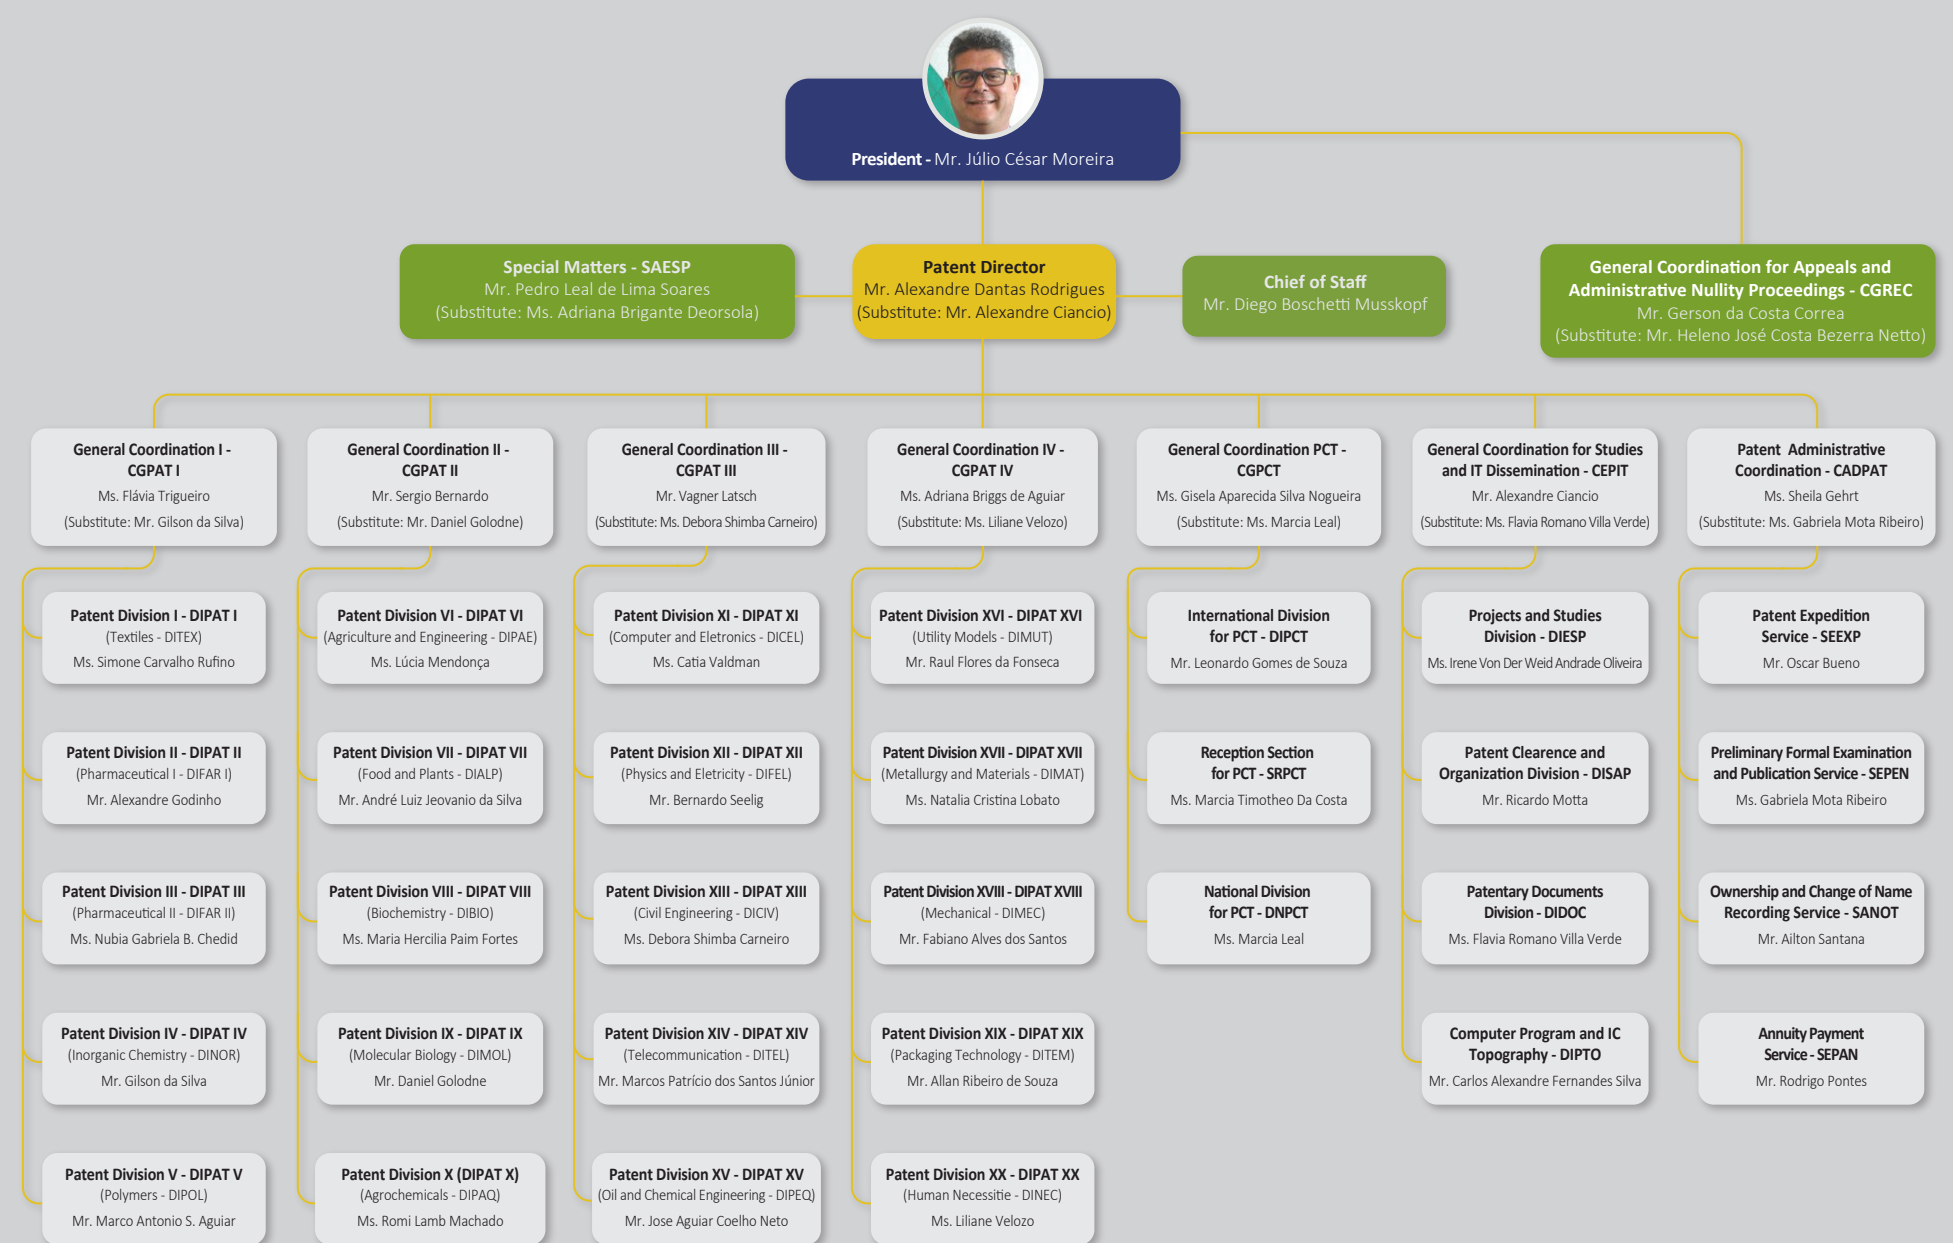 President - Mr. Júlio César Moreira
Special Matters - SAESP
Mr. Pedro Leal de Lima Soares
(Substitute: Ms. Adriana Brigante Deorsola)
Patent Director
Mr. Alexandre Dantas Rodrigues
(Substitute: Mr. Alexandre Ciancio)
Chief of Staff
Mr. Diego Boschetti Musskopf
General Coordination for Appeals and
Administrative Nullity Proceedings - CGREC
Mr. Gerson da Costa Correa
(Substitute: Mr. Heleno José Costa Bezerra Netto)
General Coordination I -
CGPAT I
Ms. Flávia Trigueiro
(Substitute: Mr. Gilson da Silva)
General Coordination II -
CGPAT II
Mr. Sergio Bernardo
(Substitute: Mr. Daniel Golodne)
General Coordination III -
CGPAT III
Mr. Vagner Latsch
(Substitute: Ms. Debora Shimba Carneiro)
General Coordination IV -
CGPAT IV
Ms. Adriana Briggs de Aguiar
(Substitute: Ms. Liliane Velozo)
General Coordination PCT -
CGPCT
Ms. Gisela Aparecida Silva Nogueira
(Substitute: Ms. Marcia Leal)
General Coordination for Studies
and IT Dissemination - CEPIT
Mr. Alexandre Ciancio
(Substitute: Ms. Flavia Romano Villa Verde)
Patent Administrative
Coordination - CADPAT
Ms. Sheila Gehrt
(Substitute: Ms. Gabriela Mota Ribeiro)
Patent Division I - DIPAT I
(Textiles - DITEX)
Ms. Simone Carvalho Rufino
Patent Division VI - DIPAT VI
(Agriculture and Engineering - DIPAE)
Ms. Lúcia Mendonça
Patent Division XI - DIPAT XI
(Computer and Eletronics - DICEL)
Ms. Catia Valdman
Patent Division XVI - DIPAT XVI
(Utility Models - DIMUT)
Mr. Raul Flores da Fonseca
International Division
for PCT - DIPCT
Mr. Leonardo Gomes de Souza
Projects and Studies
Division - DIESP
Ms. Irene Von Der Weid Andrade Oliveira
Patent Expedition
Service - SEEXP
Mr. Oscar Bueno
Patent Division II - DIPAT II
(Pharmaceutical I - DIFAR I)
Mr. Alexandre Godinho
Patent Division VII - DIPAT VII
(Food and Plants - DIALP)
Mr. André Luiz Jeovanio da Silva
Patent Division XII - DIPAT XII
(Physics and Eletricity - DIFEL)
Mr. Bernardo Seelig
Patent Division XVII - DIPAT XVII
(Metallurgy and Materials - DIMAT)
Ms. Natalia Cristina Lobato
Reception Section
for PCT - SRPCT
Ms. Marcia Timotheo Da Costa
Patent Clearence and
Organization Division - DISAP
Mr. Ricardo Motta
Preliminary Formal Examination
and Publication Service - SEPEN
Ms. Gabriela Mota Ribeiro
Patent Division III - DIPAT III
(Pharmaceutical II - DIFAR II)
Ms. Nubia Gabriela B. Chedid
Patent Division VIII - DIPAT VIII
(Biochemistry - DIBIO)
Ms. Maria Hercilia Paim Fortes
Patent Division XIII - DIPAT XIII
(Civil Engineering - DICIV)
Ms. Debora Shimba Carneiro
Patent Division XVIII - DIPAT XVIII
(Mechanical - DIMEC)
Mr. Fabiano Alves dos Santos
National Division
for PCT - DNPCT
Ms. Marcia Leal
Patentary Documents
Division - DIDOC
Ms. Flavia Romano Villa Verde
Ownership and Change of Name
Recording Service - SANOT
Mr. Ailton Santana
Patent Division IV - DIPAT IV
(Inorganic Chemistry - DINOR)
Mr. Gilson da Silva
Patent Division IX - DIPAT IX
(Molecular Biology - DIMOL)
Mr. Daniel Golodne
Patent Division XIV - DIPAT XIV
(Telecommunication - DITEL)
Mr. Marcos Patrício dos Santos Júnior
Patent Division XIX - DIPAT XIX
(Packaging Technology - DITEM)
Mr. Allan Ribeiro de Souza
Computer Program and IC
Topography - DIPTO
Mr. Carlos Alexandre Fernandes Silva
Annuity Payment
Service - SEPAN
Mr. Rodrigo Pontes
Patent Division V - DIPAT V
(Polymers - DIPOL)
Mr. Marco Antonio S. Aguiar
Patent Division X (DIPAT X)
(Agrochemicals - DIPAQ)
Ms. Romi Lamb Machado
Patent Division XV - DIPAT XV
(Oil and Chemical Engineering - DIPEQ)
Mr. Jose Aguiar Coelho Neto
Patent Division XX - DIPAT XX
(Human Necessitie - DINEC)
Ms. Liliane Velozo